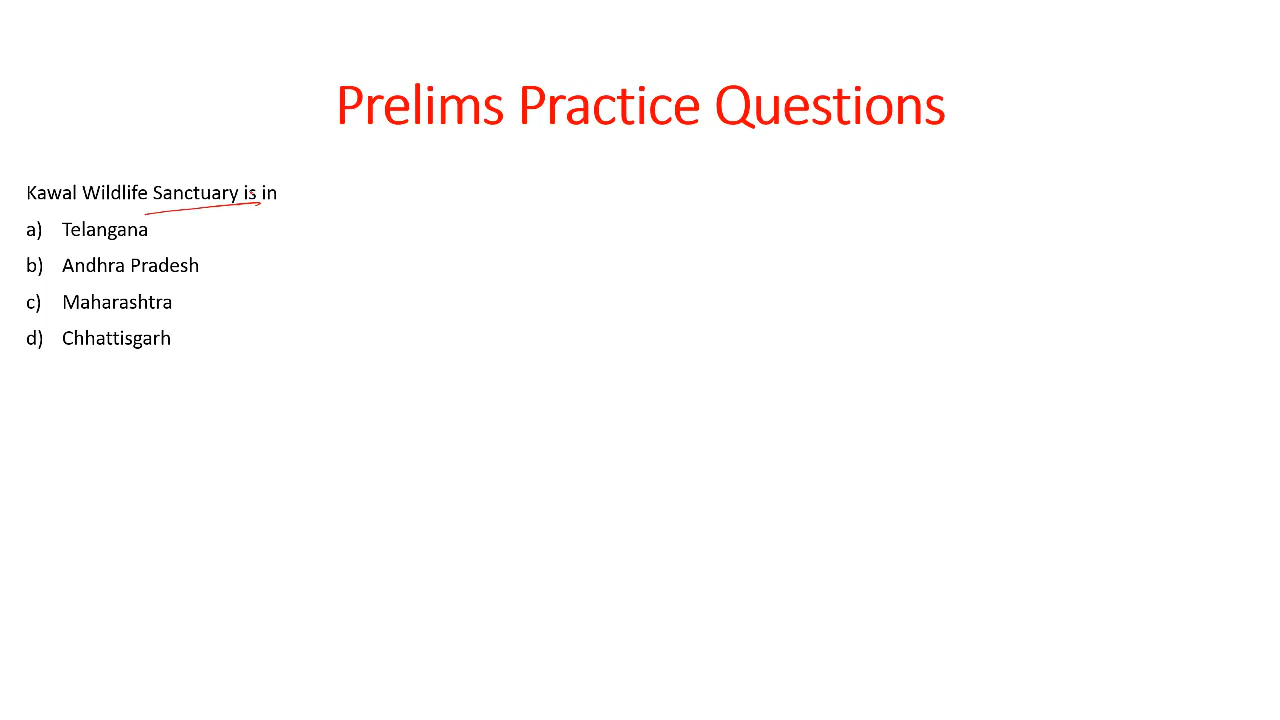 Prelims Practice Questions
Kawal Wildlife Sanctuary is in
a) Telangana
b) Andhra Pradesh
c) Maharashtra
d) Chhattisgarh